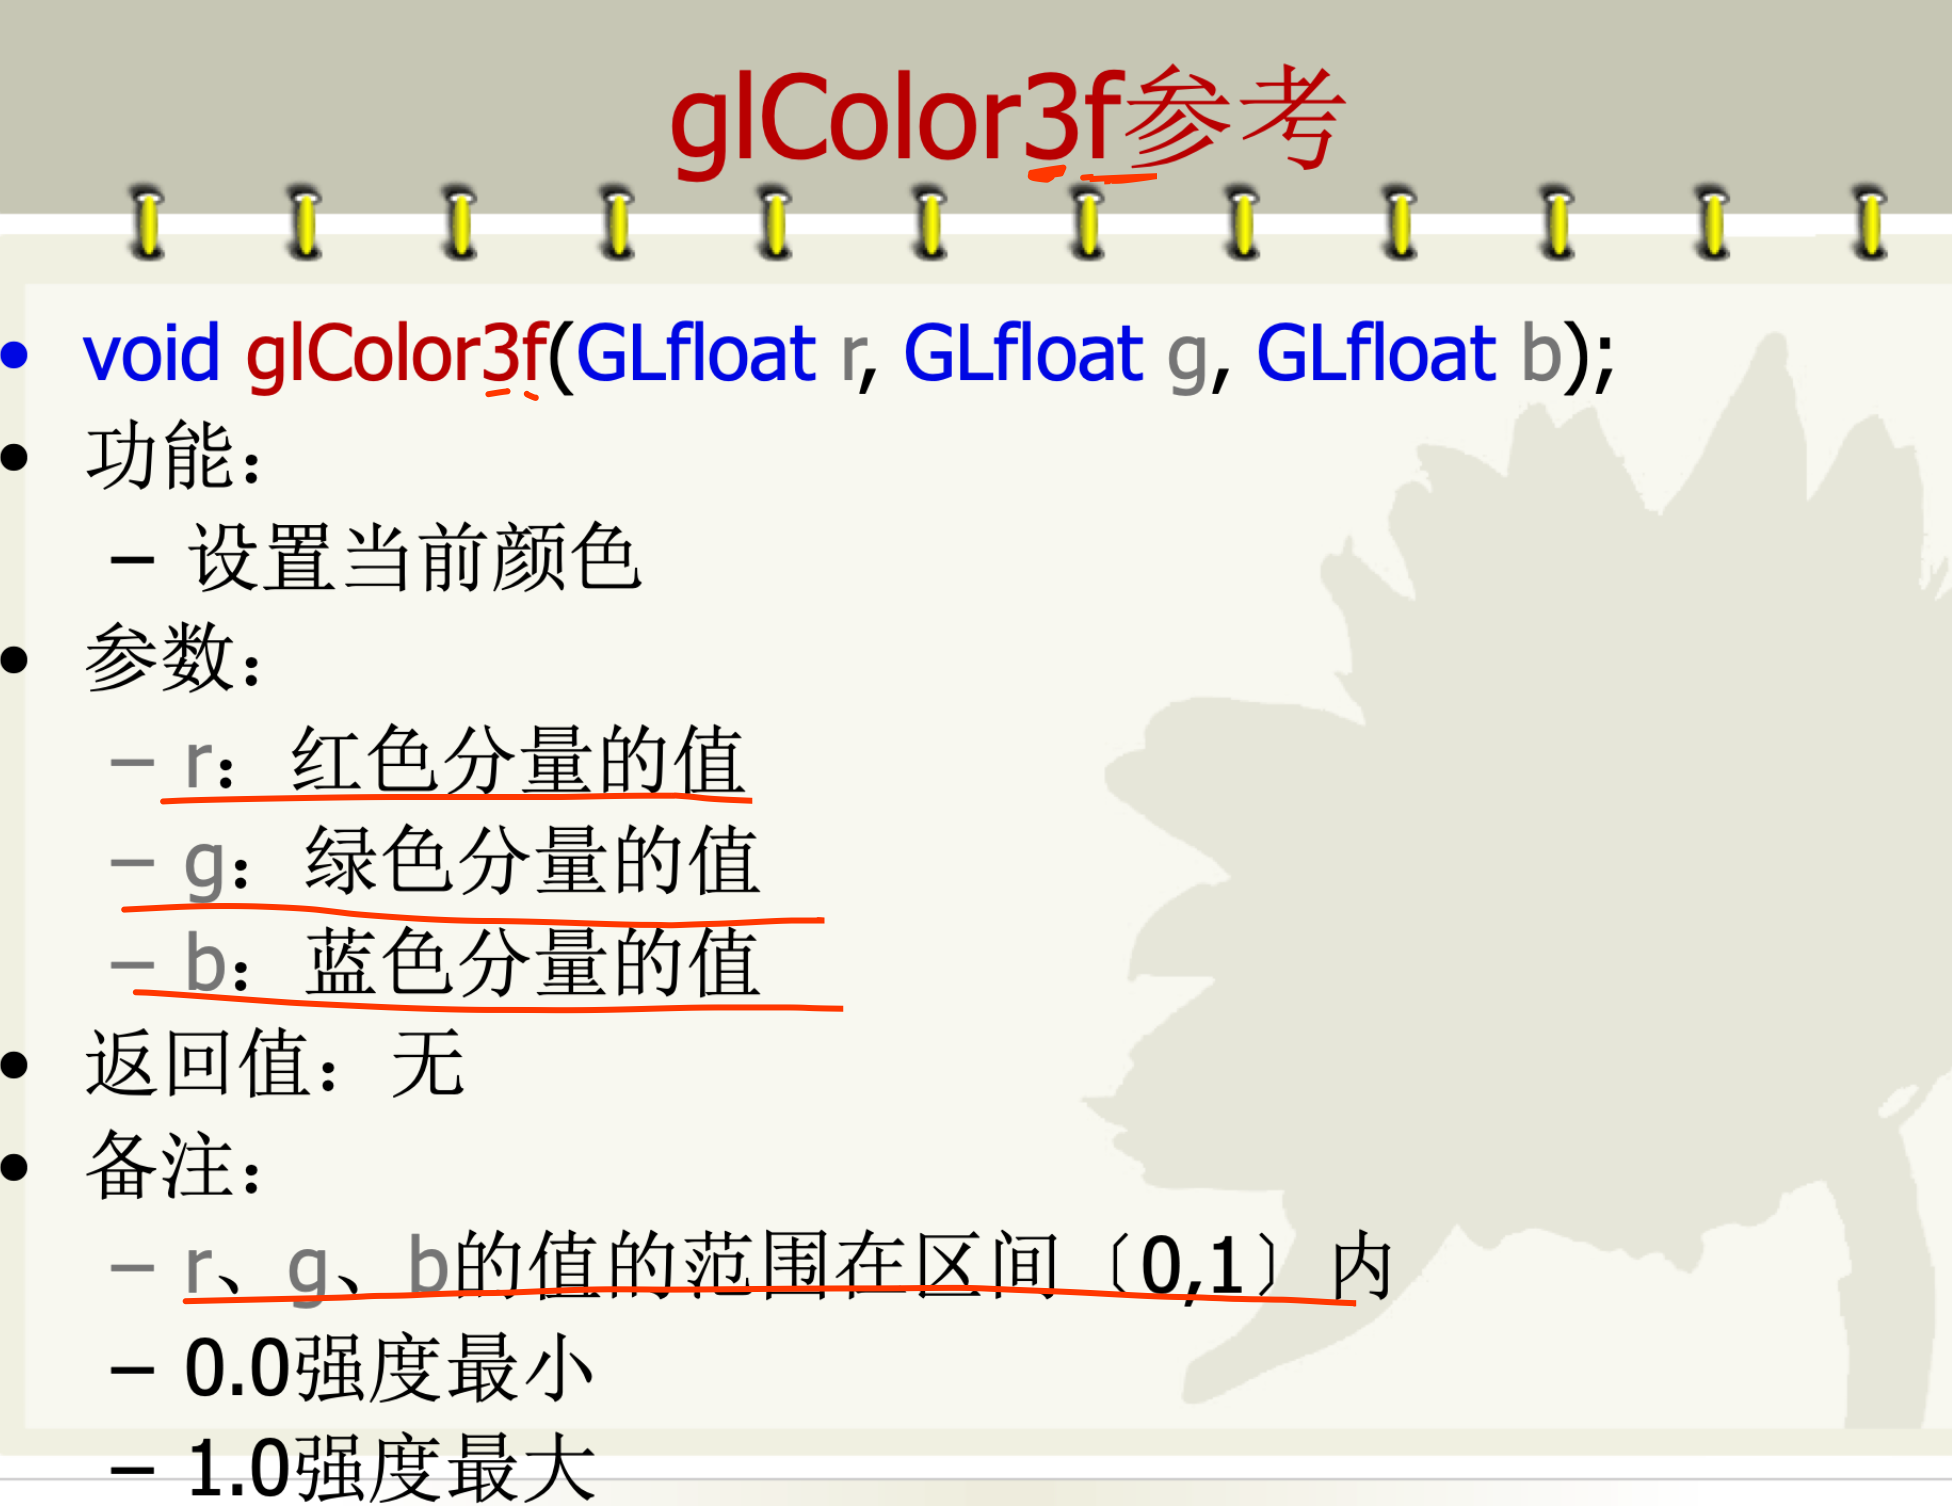 glColor3f参考
• void glColor3f(GLfloat r, GLfloat g, GLfloat b);
• 功能：
– 设置当前颜色
• 参数：
– r： 红色分量的值
– g： 绿色分量的值
– b： 蓝色分量的值
• 返回值： 无
• 备注：
– r、g、b的值的范围在区间〔0,1〕内
– 0.0强度最小
– 1.0强度最大